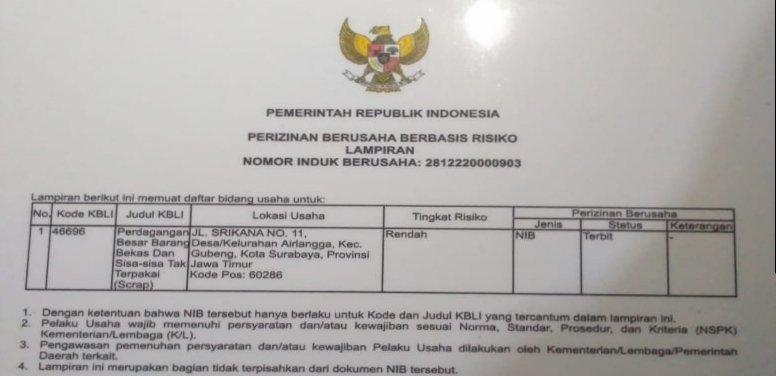 PEMERINTAH REPUBLIK INDONESIA
PERIZINAN BERUSAHA BERBASIS RISIKO
LAMPIRAN
NOMOR INDUK BERUSAHA: 2812220000903
Lampiran berikut ini memuat daftar bidang usaha untuk:
No. Kode KBLI Judul KBLI Lokasi Usaha Tingkat Risiko Perizinan Berusaha
Jenis Status Keterangan
1 46696 Perdagangan JL. SRIKANA NO. 11, Rendah NIB Terbit -
Besar Barang Desa/Kelurahan Airlangga, Kec.
Bekas Dan Gubeng, Kota Surabaya, Provinsi
Sisa-sisa Tak Jawa Timur
Terpakai Kode Pos: 60286
(Scrap)
1. Dengan ketentuan bahwa NIB tersebut hanya berlaku untuk Kode dan Judul KBLI yang tercantum dalam lampiran ini.
2. Pelaku Usaha wajib memenuhi persyaratan dan/atau kewajiban sesuai Norma, Standar, Prosedur, dan Kriteria (NSPK)
Kementerian/Lembaga (K/L).
3. Pengawasan pemenuhan persyaratan dan/atau kewajiban Pelaku Usaha dilakukan oleh Kementerian/Lembaga/Pemerintah
Daerah terkait.
4. Lampiran ini merupakan bagian tidak terpisahkan dari dokumen NIB tersebut.